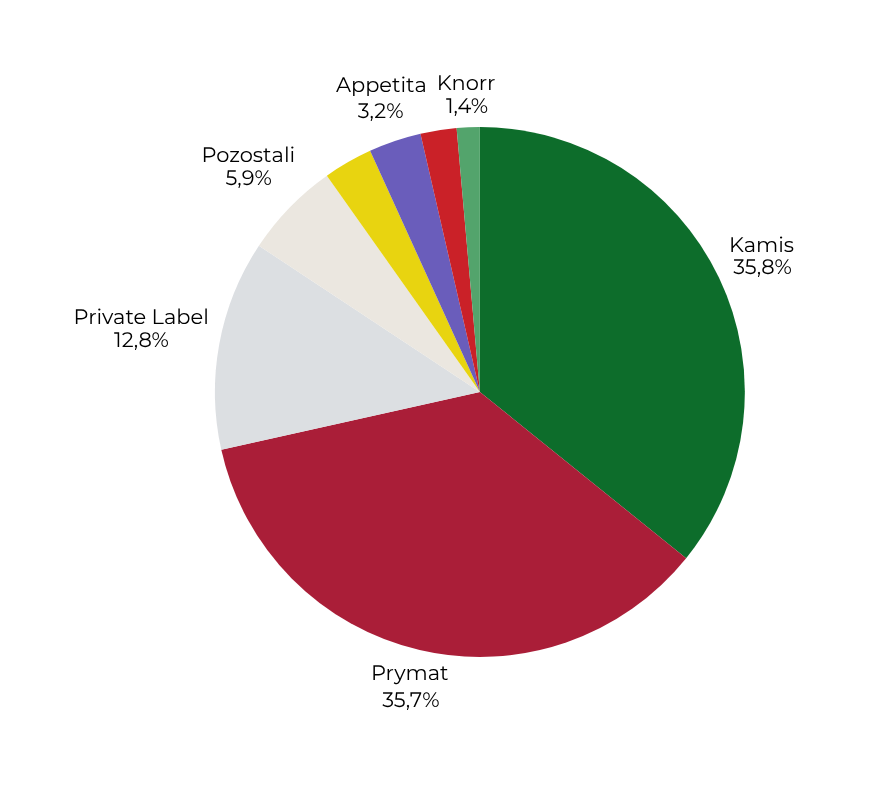 Appetita
3,2%
Knorr
1,4%
Pozostali
5,9%
Kamis
35,8%
Private Label
12,8%
Prymat
35,7%